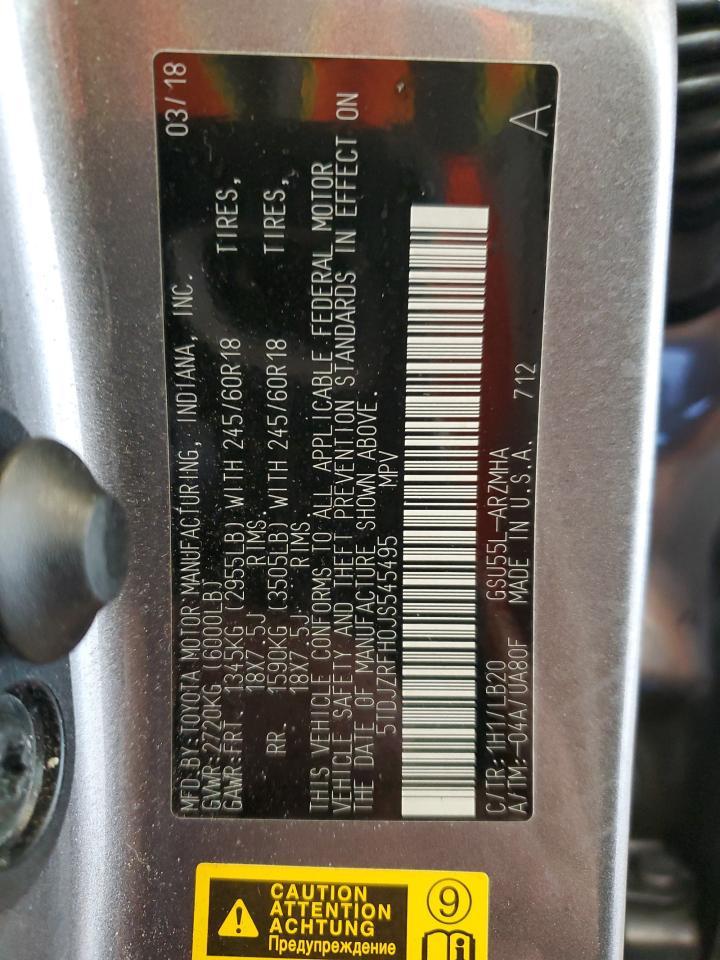 MFD.BY:TOYOTA MOTOR MANUFACTURING, INDIANA, INC. 03/18
GVWR:2720KG (6000LB)
GAWR:FRT. 1345KG (2955LB) WITH 245/60R18 TIRES,
18X7.5J RIMS.
RR. 1590KG (3505LB) WITH 245/60R18 TIRES,
18X7.5J RIMS.
THIS VEHICLE CONFORMS TO ALL APPLICABLE FEDERAL MOTOR
VEHICLE SAFETY AND THEFT PREVENTION STANDARDS IN EFFECT ON
THE DATE OF MANUFACTURE SHOWN ABOVE.
5TDJZRFH0JS545495 MPV
C/TR:1H1/LB20 GSU55L-ARZMHA
A/TM:-04A/UA80F MADE IN U.S.A. 712
A
CAUTION
ATTENTION
ACHTUNG
Предупреждение
9